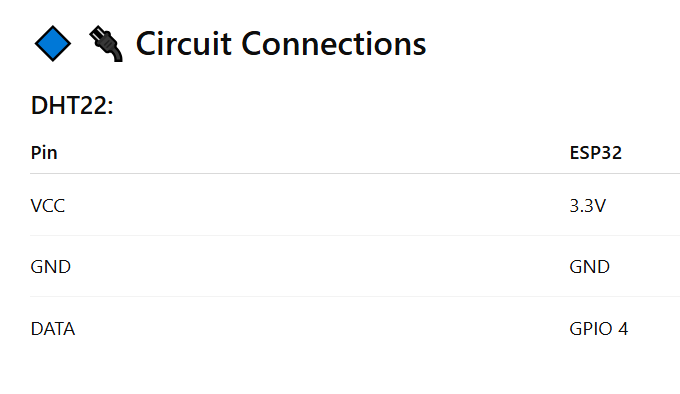 Circuit Connections
DHT22:
Pin ESP32
VCC 3.3V
GND GND
DATA GPIO 4